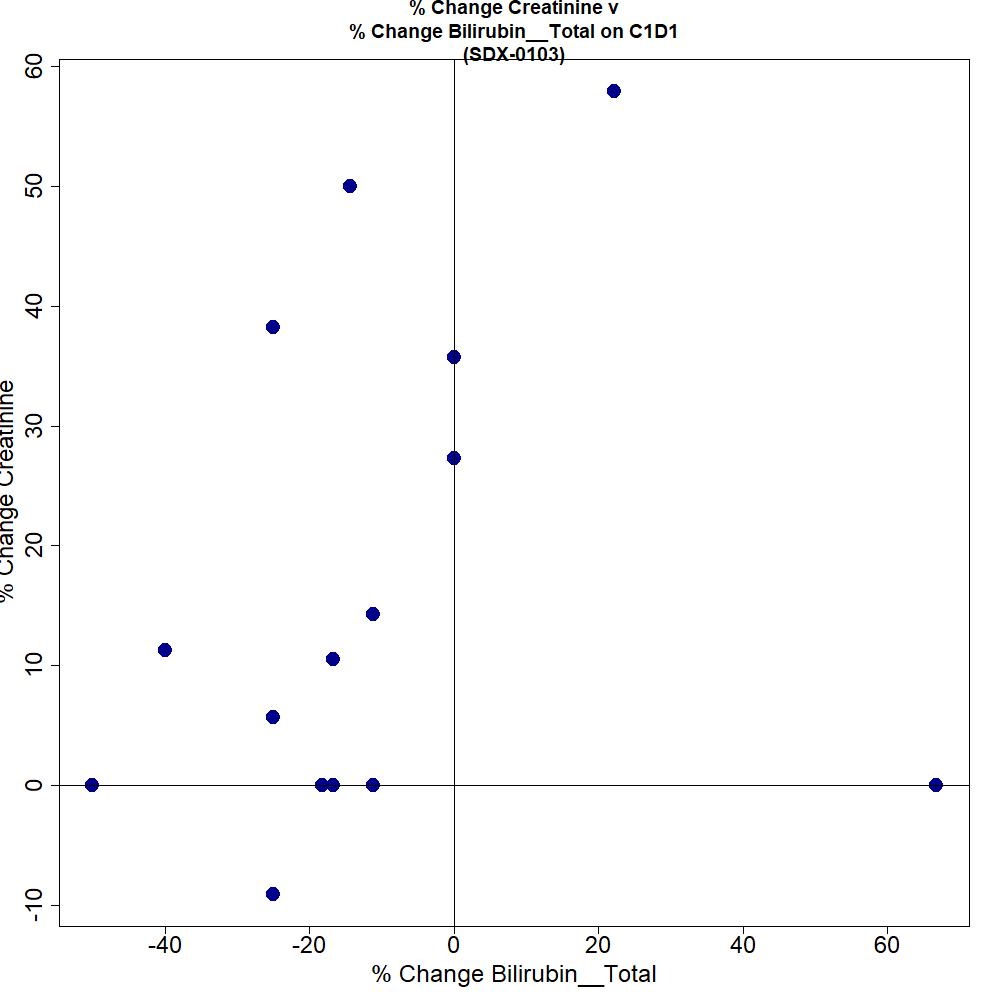 % Change Creatinine v
% Change Bilirubin__Total on C1D1
(SDX-0103)
60
50
40
30
20
10
0
-10
% Change Creatinine
-40 -20 0 20 40 60
% Change Bilirubin__Total